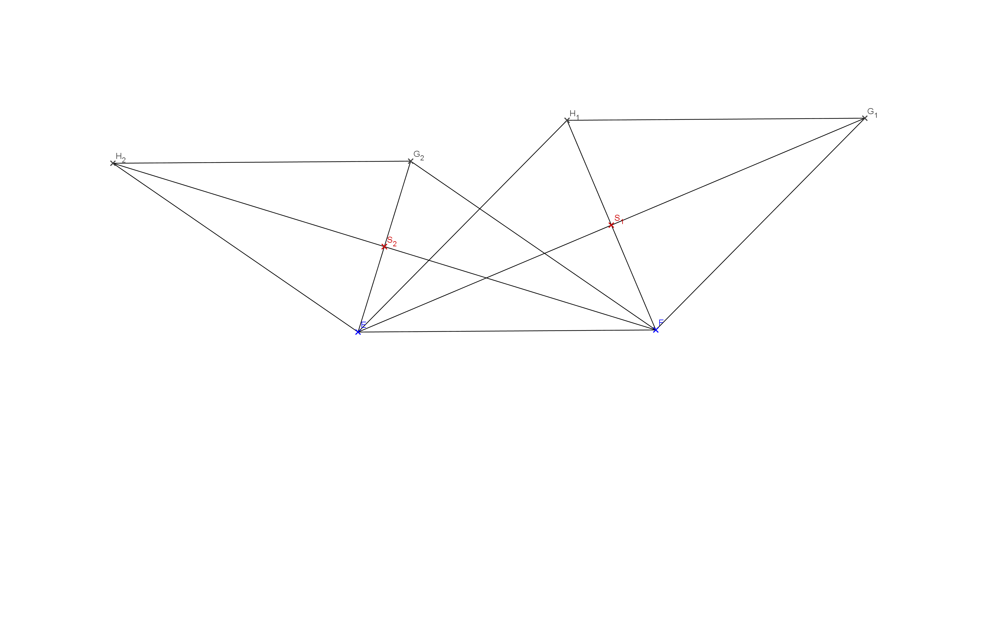 G₁
H₁
G₂
H₂
S₁
S₂
F
E